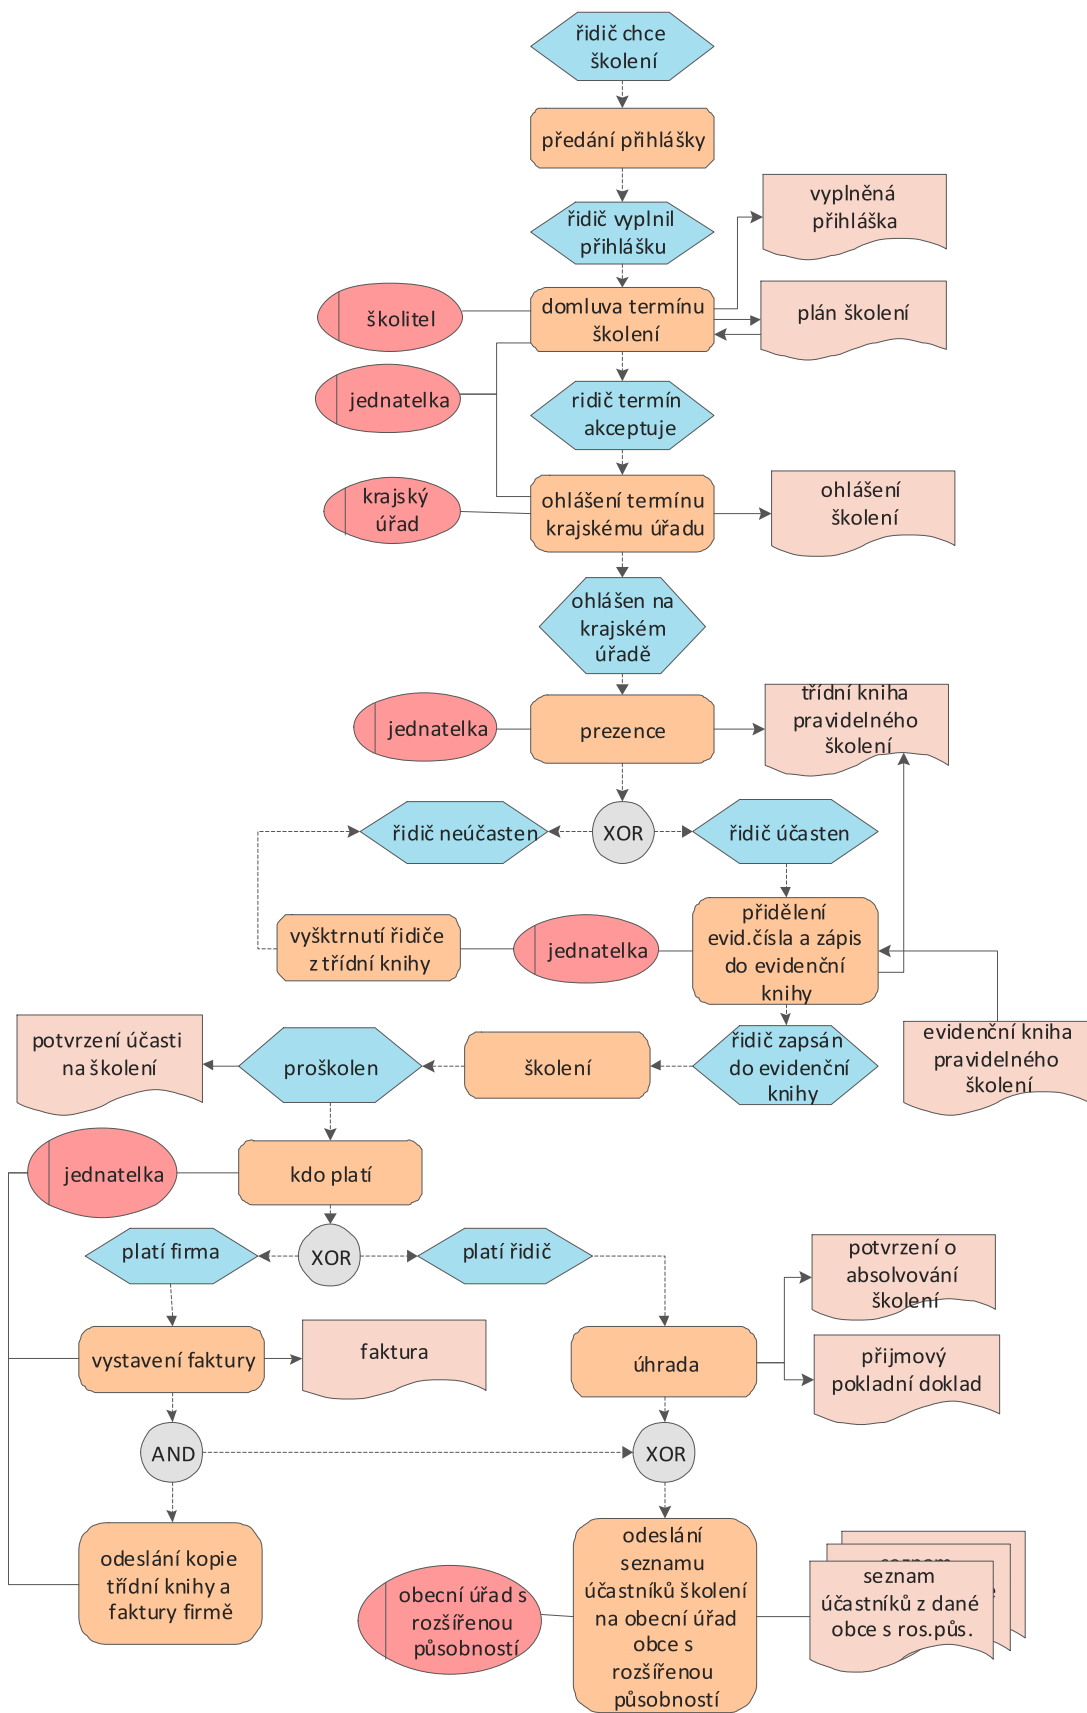 řidič chce
školení
předání přihlášky
řidič vyplnil
přihlášku
vyplněná
přihláška
domluva termínu
školení
školitel
plán školení
jednatelka
ridič termín
akceptuje
krajský
úřad
ohlášení termínu
krajskému úřadu
ohlášení
školení
ohlášen na
krajském
úřadě
jednatelka
prezence
třídní kniha
pravidelného
školení
řidič neúčasten
XOR
řidič účasten
vyšktrnutí řidiče
z třídní knihy
jednatelka
přidělení
evid.čísla a zápis
do evidenční
knihy
potvrzení účasti
na školení
proškolen
školení
řidič zapsán
do evidenční
knihy
evidenční kniha
pravidelného
školení
jednatelka
kdo platí
platí firma
XOR
platí řidič
potvrzení o
absolvování
školení
vystavení faktury
faktura
úhrada
přijmový
pokladní doklad
AND
XOR
odeslání kopie
třídní knihy a
faktury firmě
obecní úřad s
rozšířenou
působností
odeslání
seznamu
účastníků školení
na obecní úřad
obce s
rozšířenou
působností
seznam
účastníků z dané
obce s ros.půs.